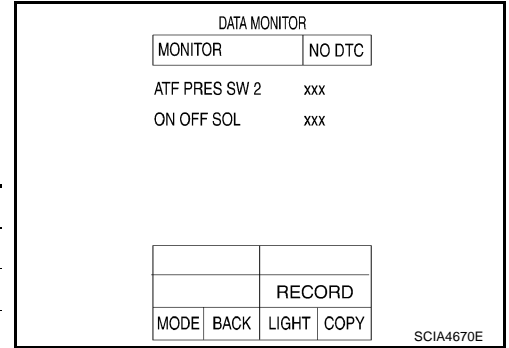 DATA MONITOR
MONITOR NO DTC
ATF PRES SW 2 xxx
ON OFF SOL xxx
RECORD
MODE BACK LIGHT COPY
SCIA4670E